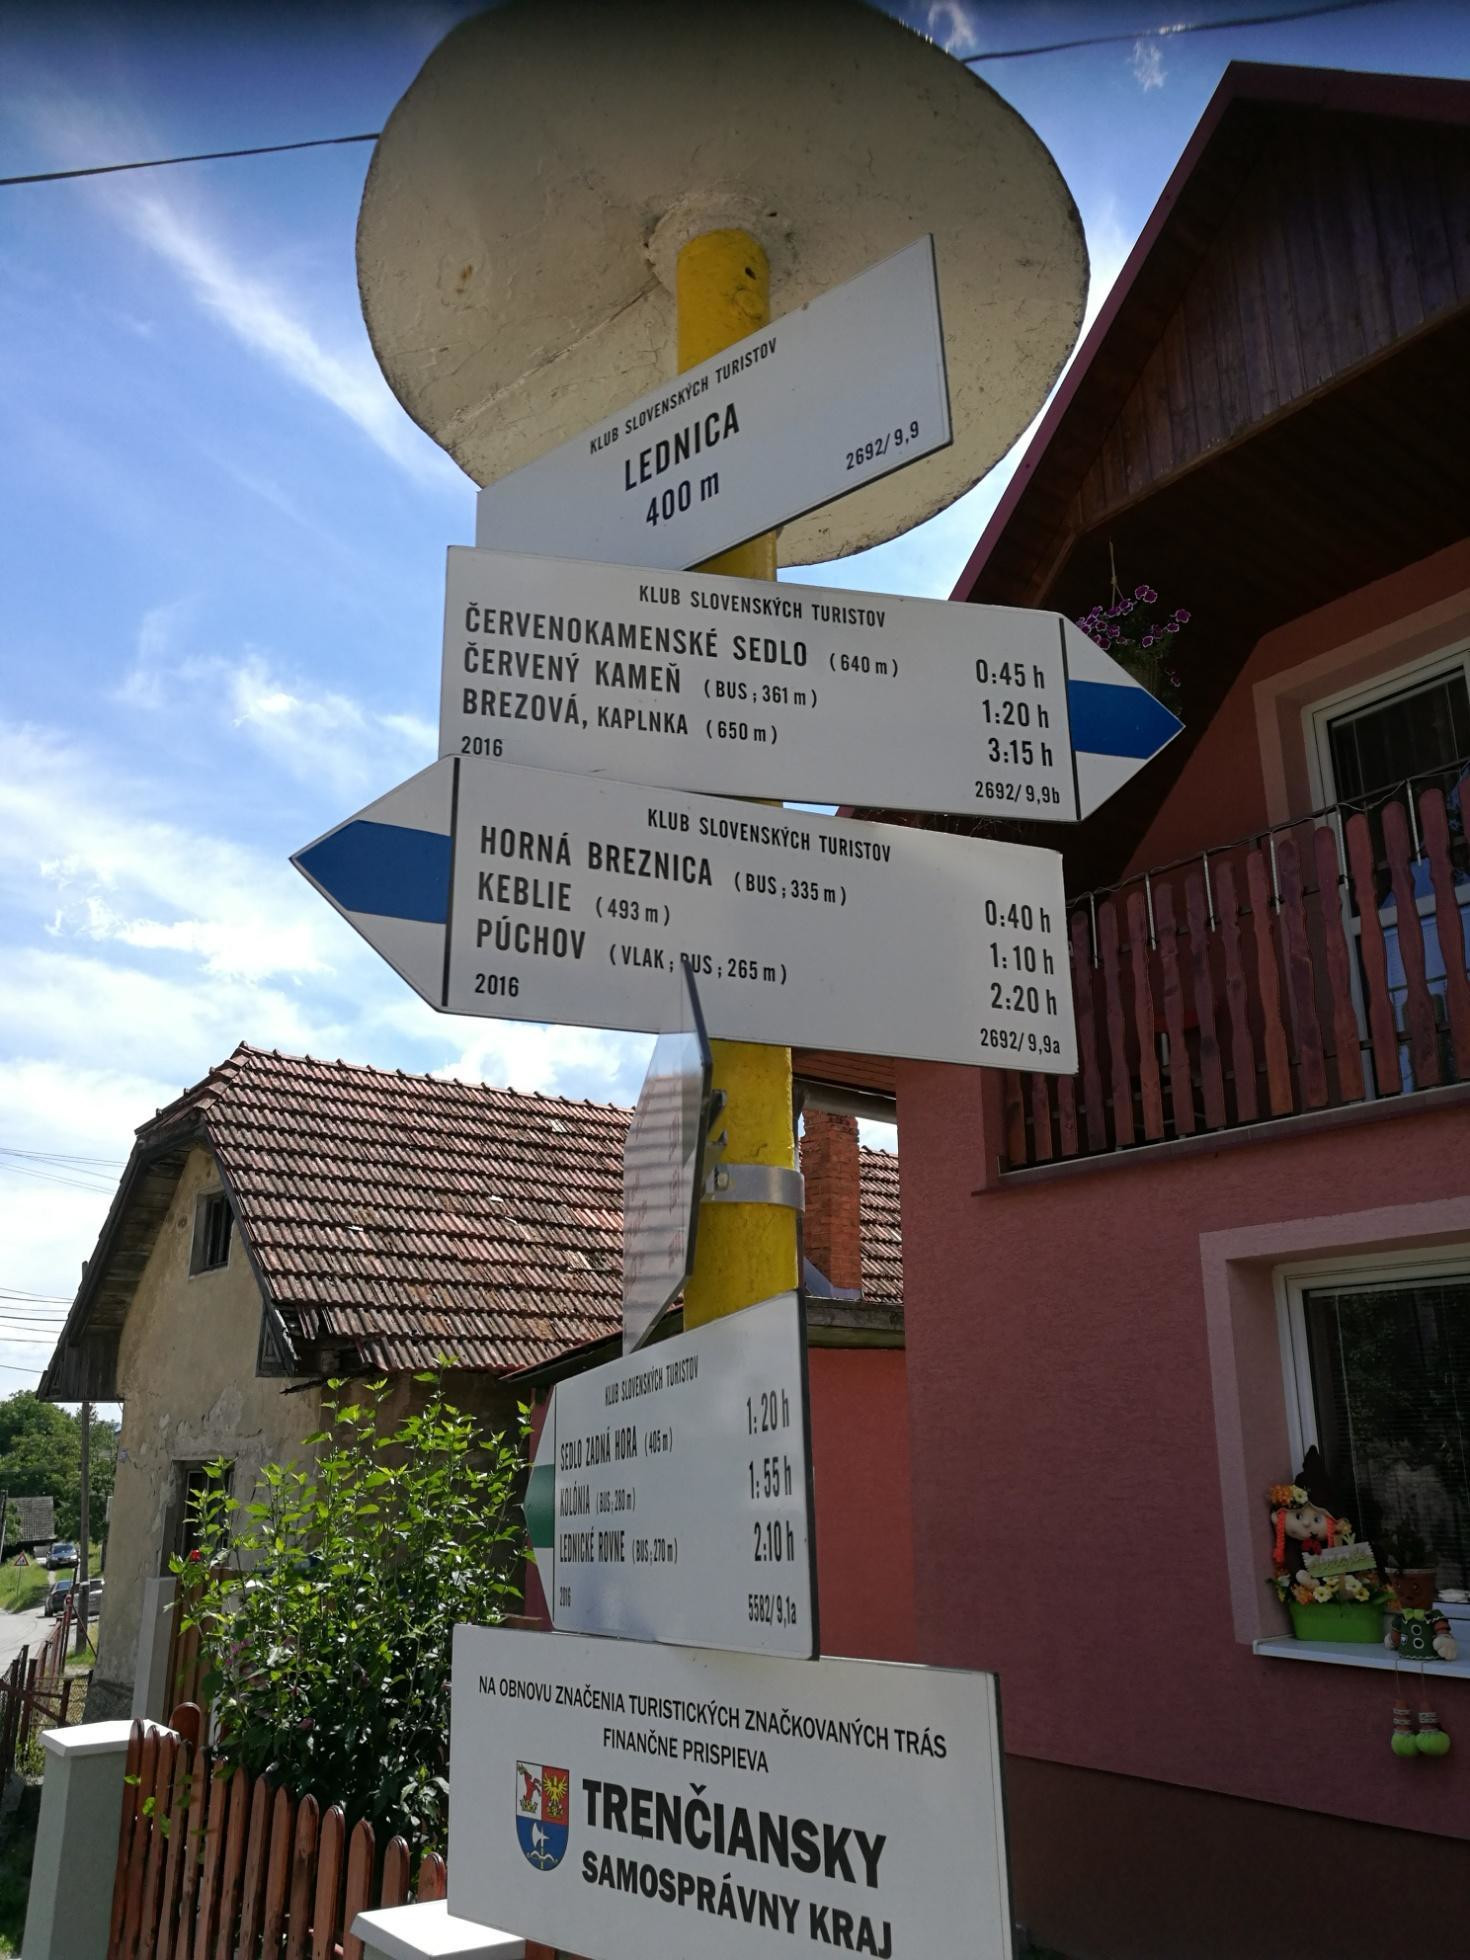 KLUB SLOVENSKÝCH TURISTOV
LEDNICA
400 m
2692/9,9
KLUB SLOVENSKÝCH TURISTOV
ČERVENOKAMENSKÉ SEDLO (640 m) 0:45 h
ČERVENÝ KAMEŇ (BUS ; 361 m) 1:20 h
BREZOVÁ, KAPLNKA (650 m) 3:15 h
2016 2692/9,9b
KLUB SLOVENSKÝCH TURISTOV
HORNÁ BREZNICA (BUS ; 335 m) 0:40 h
KEBLIE (493 m) 1:10 h
PÚCHOV (VLAK ; BUS ; 265 m) 2:20 h
2016 2692/9,9a
KLUB SLOVENSKÝCH TURISTOV
SEDLO ZADNÁ HORA (405 m) 1:20 h
KOLÓNIA (BUS ; 280 m) 1:55 h
LEDNICKÉ ROVNE (BUS ; 270 m) 2:10 h
2016 5582/9,1a
NA OBNOVU ZNAČENIA TURISTICKÝCH ZNAČKOVANÝCH TRÁS
FINANČNE PRISPIEVA
TRENČIANSKY
SAMOSPRÁVNY KRAJ